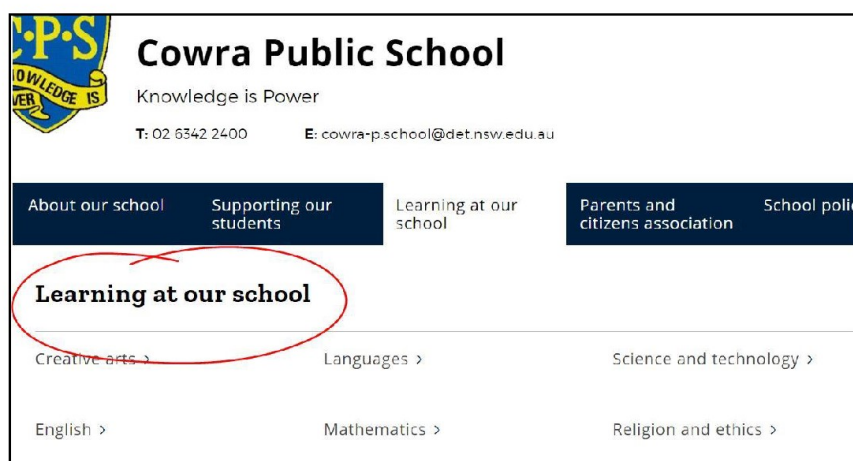 C·P·S
KNOWLEDGE IS
Cowra Public School
Knowledge is Power
T: 02 6342 2400 E: cowra-p.school@det.nsw.edu.au
About our school Supporting our students Learning at our school Parents and citizens association School poli
Learning at our school
Creative arts > Languages > Science and technology >
English > Mathematics > Religion and ethics >